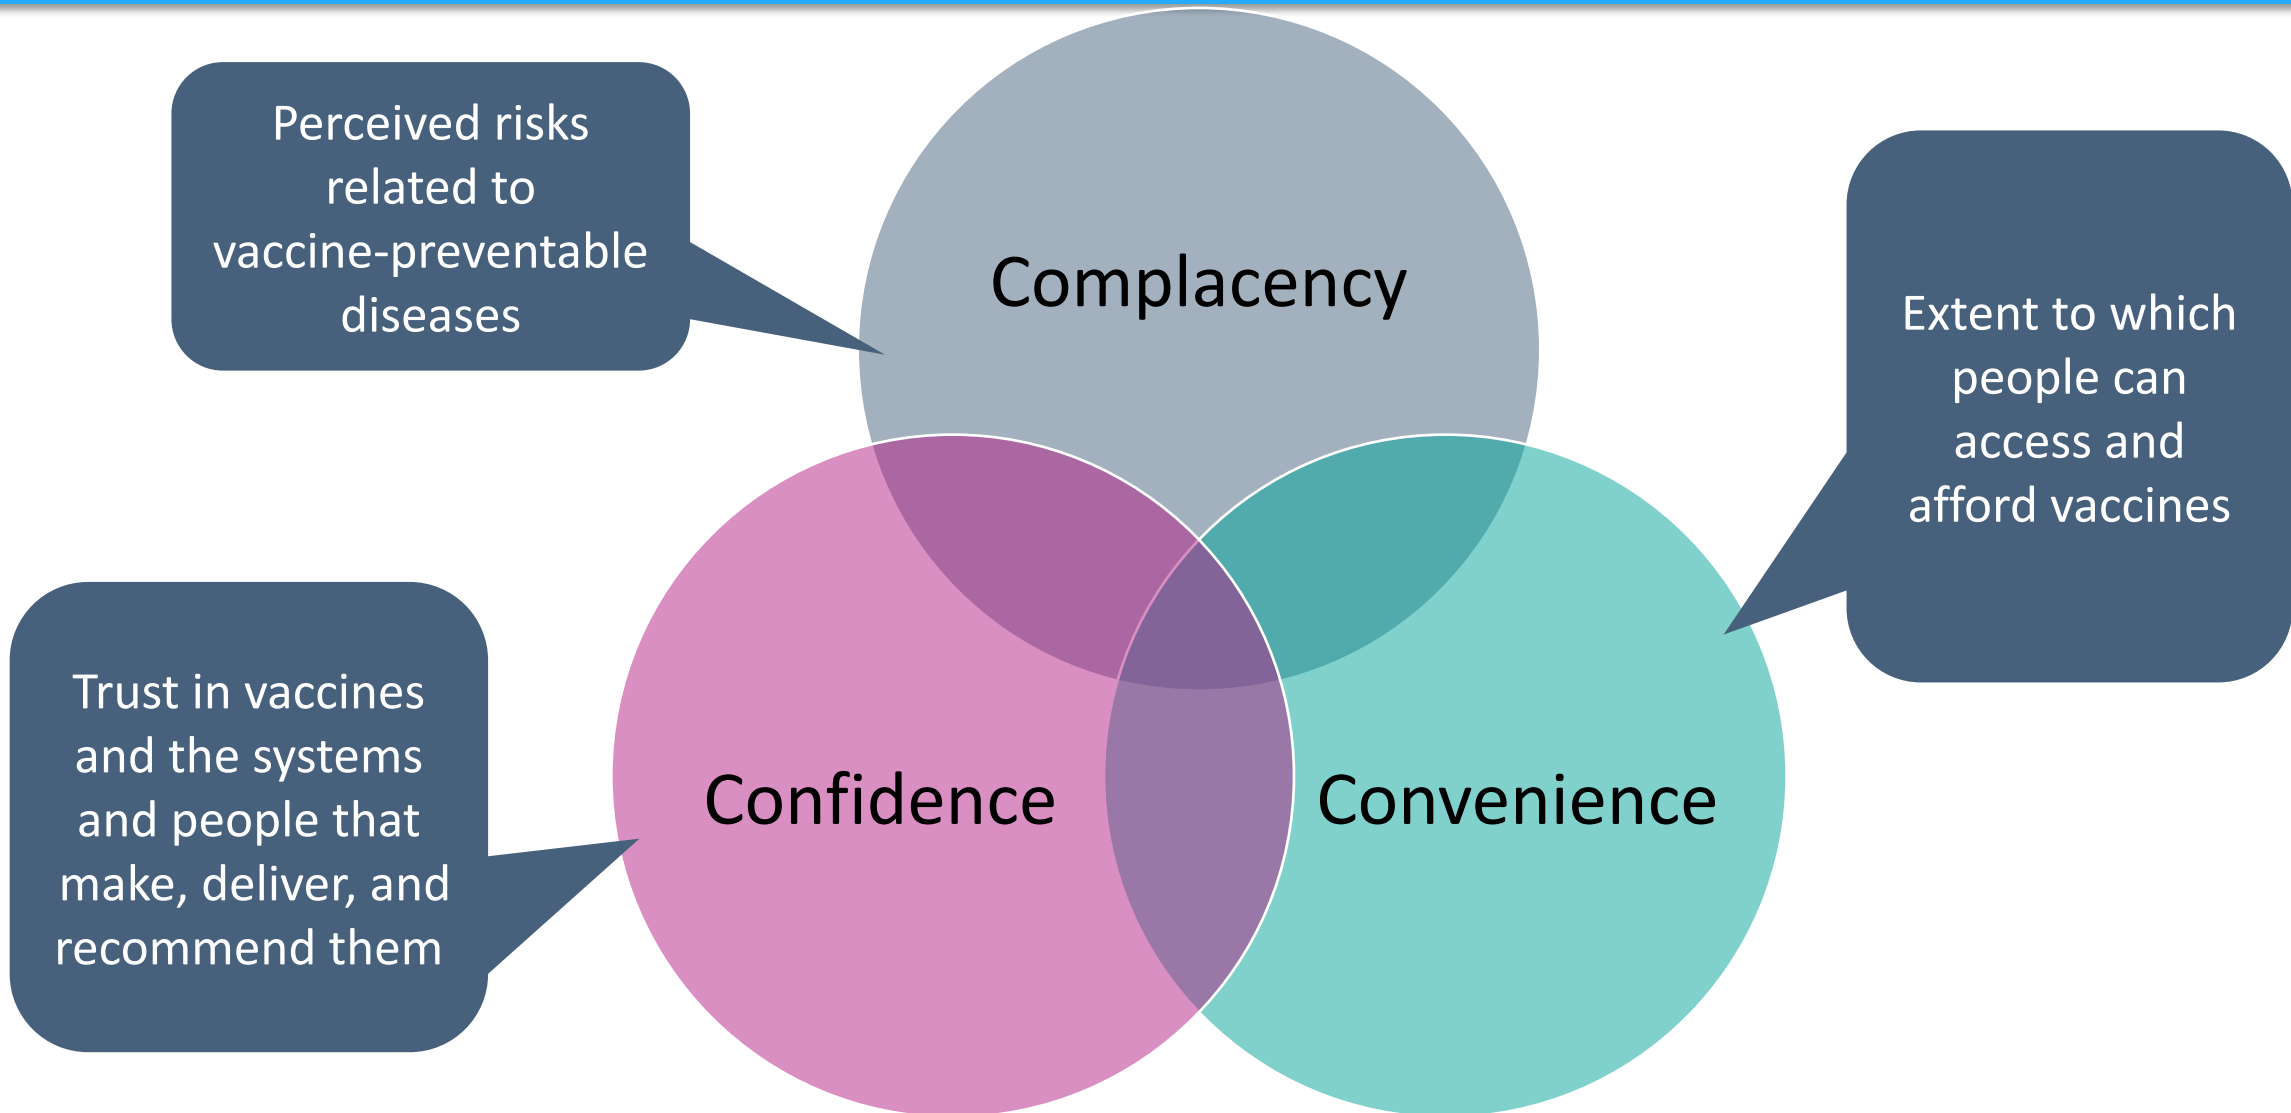 Perceived risks
related to
vaccine-preventable
diseases
Complacency
Extent to which
people can
access and
afford vaccines
Trust in vaccines
and the systems
and people that
make, deliver, and
recommend them
Confidence
Convenience